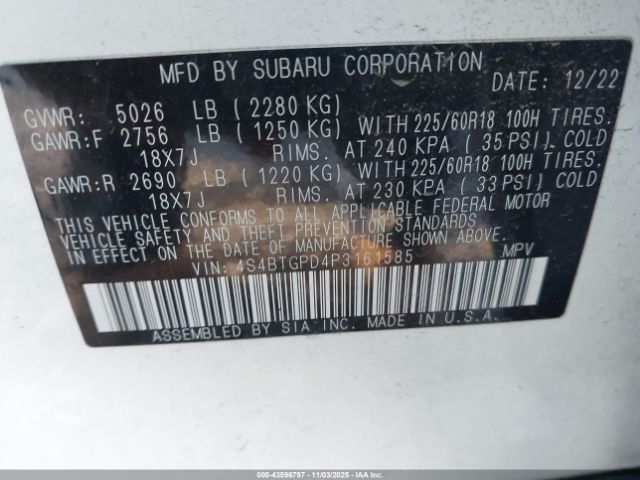 MFD BY SUBARU CORPORATION
DATE: 12/22
GVWR: 5026 LB (2280 KG)
GAWR:F 2756 LB (1250 KG) WITH 225/60R18 100H TIRES.
18X7J RIMS. AT 240 KPA (35 PSI) COLD
GAWR:R 2690 LB (1220 KG) WITH 225/60R18 100H TIRES.
18X7J RIMS. AT 230 KPA (33 PSI) COLD
THIS VEHICLE CONFORMS TO ALL APPLICABLE FEDERAL MOTOR
VEHICLE SAFETY AND THEFT PREVENTION STANDARDS
IN EFFECT ON THE DATE OF MANUFACTURE SHOWN ABOVE.
VIN: 4S4BTGPD4P3161585 MPV
ASSEMBLED BY SIA INC. MADE IN U.S.A.
000-43596797 - 11/03/2025 - IAAI.com